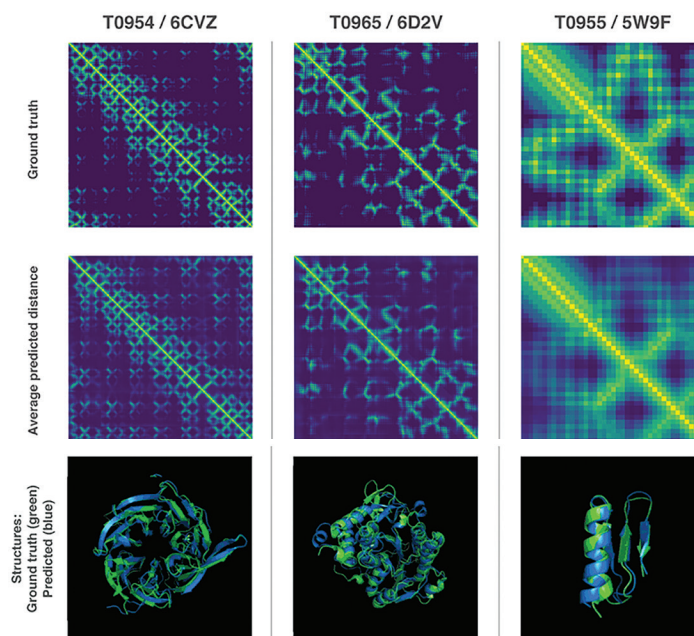 T0954 / 6CVZ
T0965 / 6D2V
T0955 / 5W9F
Ground truth
Average predicted distance
Structures:
Ground truth (green)
Predicted (blue)